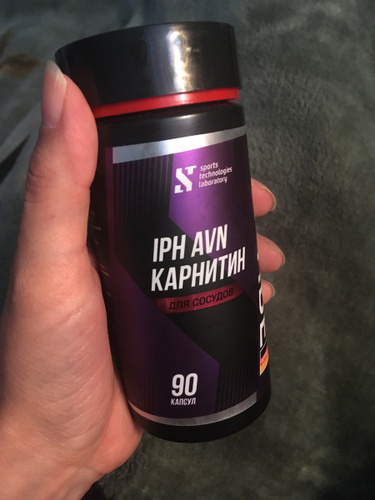 sports
technologies
laboratory
IPH AVN
КАРНИТИН
ДЛЯ СОСУДОВ
90
КАПСУЛ